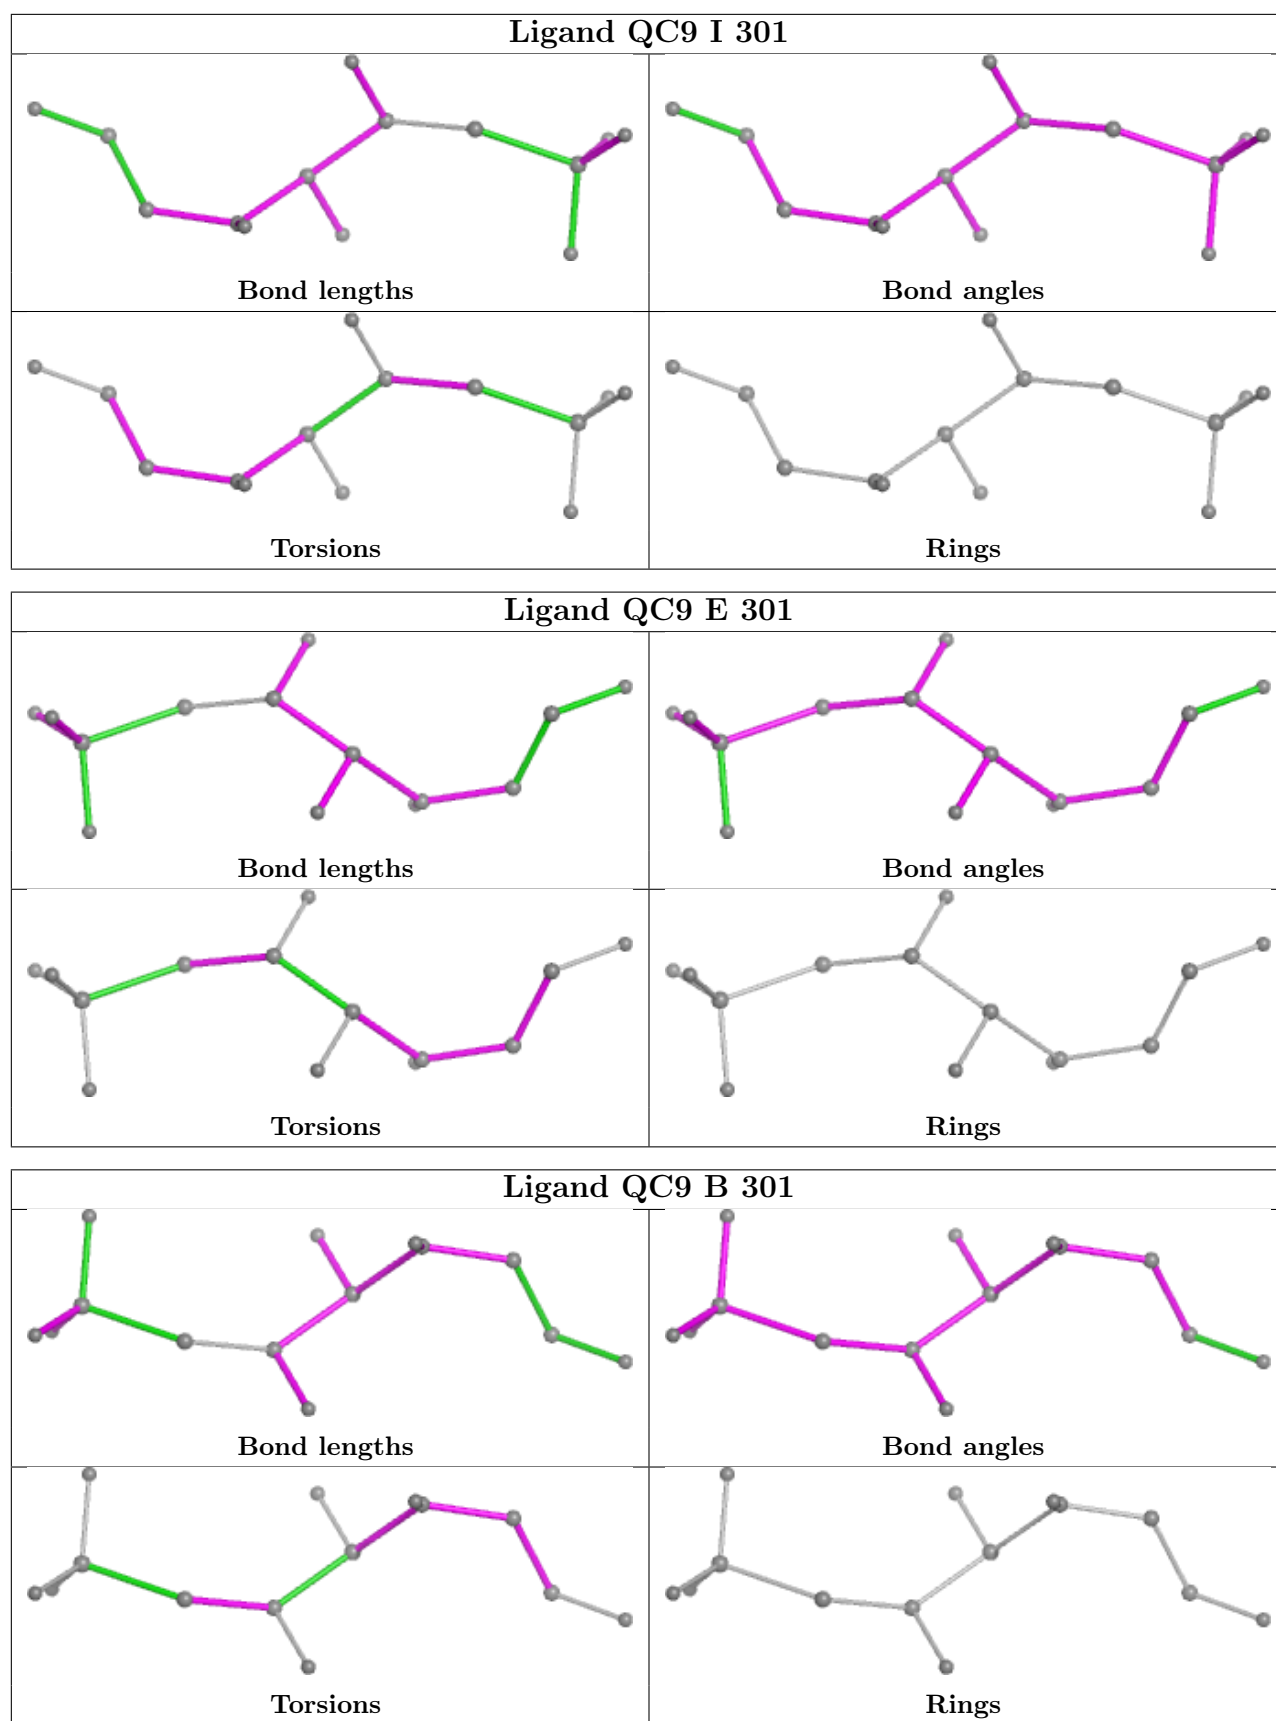 Ligand QC9 I 301
Bond lengths
Bond angles
Torsions
Rings
Ligand QC9 E 301
Bond lengths
Bond angles
Torsions
Rings
Ligand QC9 B 301
Bond lengths
Bond angles
Torsions
Rings